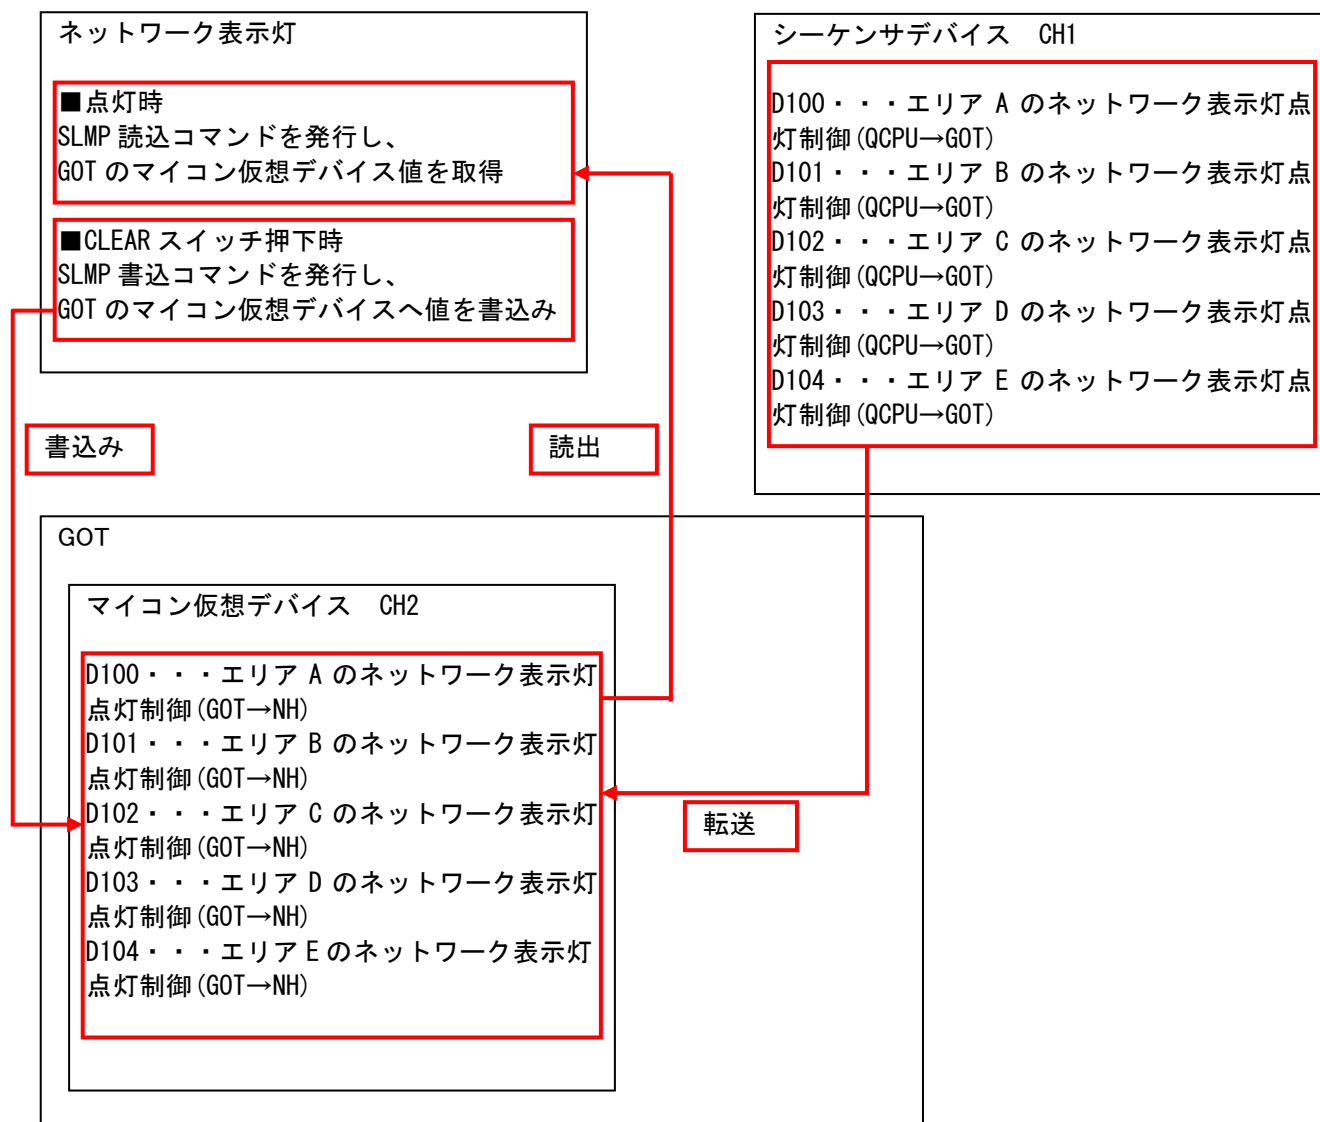 ネットワーク表示灯
■点灯時
SLMP 読込コマンドを発行し、
GOT のマイコン仮想デバイス値を取得
■CLEAR スイッチ押下時
SLMP 書込コマンドを発行し、
GOT のマイコン仮想デバイスへ値を書込み
シーケンサデバイス　CH1
D100・・・エリア A のネットワーク表示灯点
灯制御(QCPU→GOT)
D101・・・エリア B のネットワーク表示灯点
灯制御(QCPU→GOT)
D102・・・エリア C のネットワーク表示灯点
灯制御(QCPU→GOT)
D103・・・エリア D のネットワーク表示灯点
灯制御(QCPU→GOT)
D104・・・エリア E のネットワーク表示灯点
灯制御(QCPU→GOT)
書込み
読出
GOT
マイコン仮想デバイス　CH2
D100・・・エリア A のネットワーク表示灯
点灯制御(GOT→NH)
D101・・・エリア B のネットワーク表示灯
点灯制御(GOT→NH)
D102・・・エリア C のネットワーク表示灯
点灯制御(GOT→NH)
D103・・・エリア D のネットワーク表示灯
点灯制御(GOT→NH)
D104・・・エリア E のネットワーク表示灯
点灯制御(GOT→NH)
転送